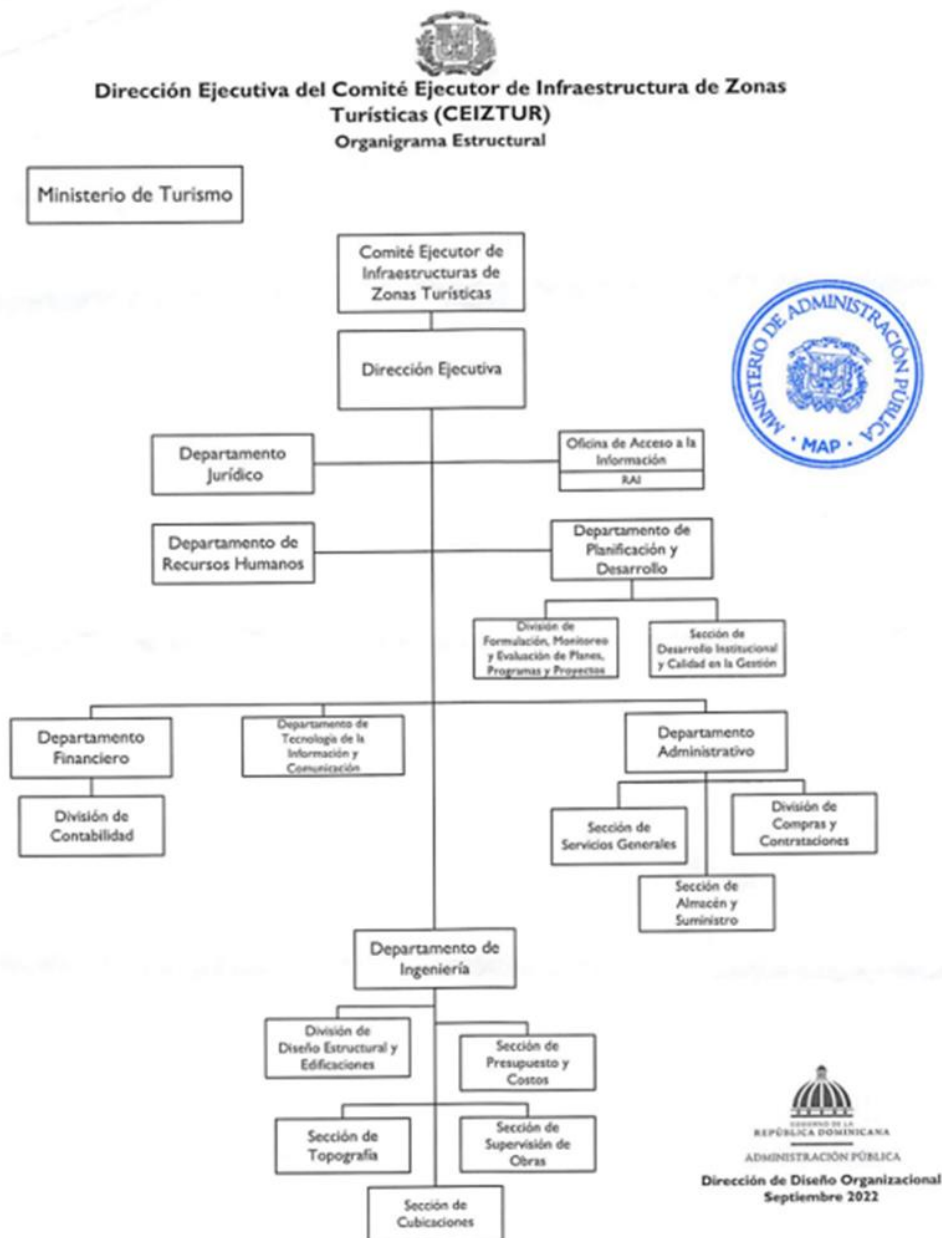 Dirección Ejecutiva del Comité Ejecutor de Infraestructura de Zonas
Turísticas (CEIZTUR)
Organigrama Estructural
Ministerio de Turismo
Comité Ejecutor de
Infraestructuras de
Zonas Turísticas
MINISTERIO DE ADMINISTRACIÓN PÚBLICA
· MAP ·
Dirección Ejecutiva
Departamento
Jurídico
Oficina de Acceso a la
Información
RAI
Departamento de
Recursos Humanos
Departamento de
Planificación y
Desarrollo
División de
Formulación, Monitoreo
y Evaluación de Planes,
Programas y Proyectos
Sección de
Desarrollo Institucional
y Calidad en la Gestión
Departamento
Financiero
Departamento de
Tecnología de la
Información y
Comunicación
Departamento
Administrativo
División de
Contabilidad
Sección de
Servicios Generales
División de
Compras y
Contrataciones
Sección de
Almacén y
Suministro
Departamento de
Ingeniería
División de
Diseño Estructural y
Edificaciones
Sección de
Presupuesto y
Costos
Sección de
Topografía
Sección de
Supervisión de
Obras
Sección de
Cubicaciones
GOBIERNO DE LA
REPÚBLICA DOMINICANA
ADMINISTRACIÓN PÚBLICA
Dirección de Diseño Organizacional
Septiembre 2022